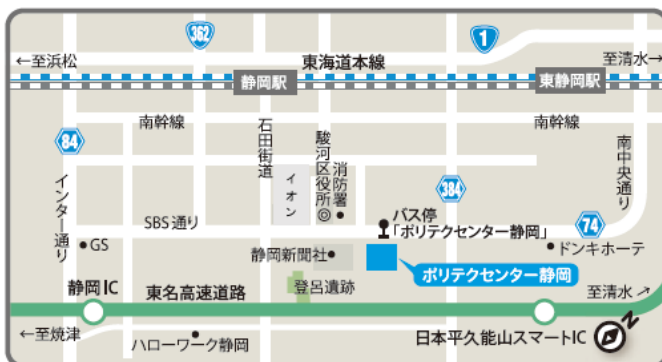 362
1
←至浜松
東海道本線
至清水→
静岡駅
東静岡駅
84
南幹線
石田街道
駿河区役所◎
消防署●
南幹線
南中央通り
インター通り
イオン
384
SBS通り
バス停
「ポリテクセンター静岡」
74
●GS
静岡新聞社●
●ドンキホーテ
ポリテクセンター静岡
静岡IC
東名高速道路
登呂遺跡
至清水↗
←至焼津
ハローワーク静岡
日本平久能山スマートIC
N